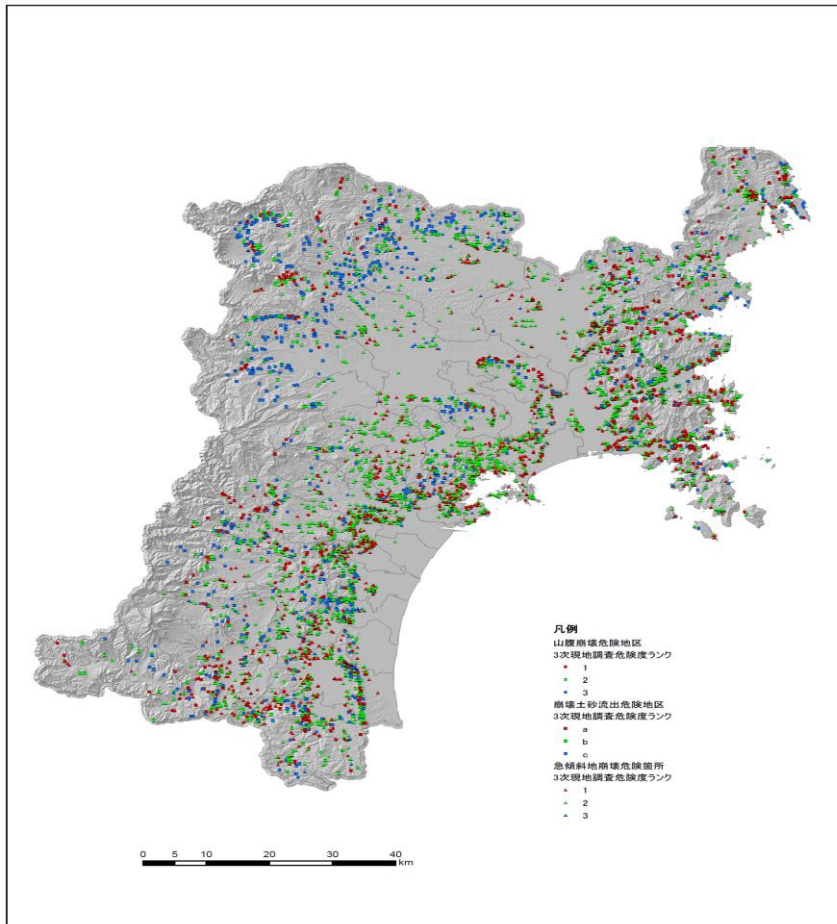 凡例
山腹崩壊危険地区
3次現地調査危険度ランク
1
2
3
崩壊土砂流出危険地区
3次現地調査危険度ランク
a
b
c
急傾斜地崩壊危険箇所
3次現地調査危険度ランク
1
2
3
0 5 10 20 30 40
km